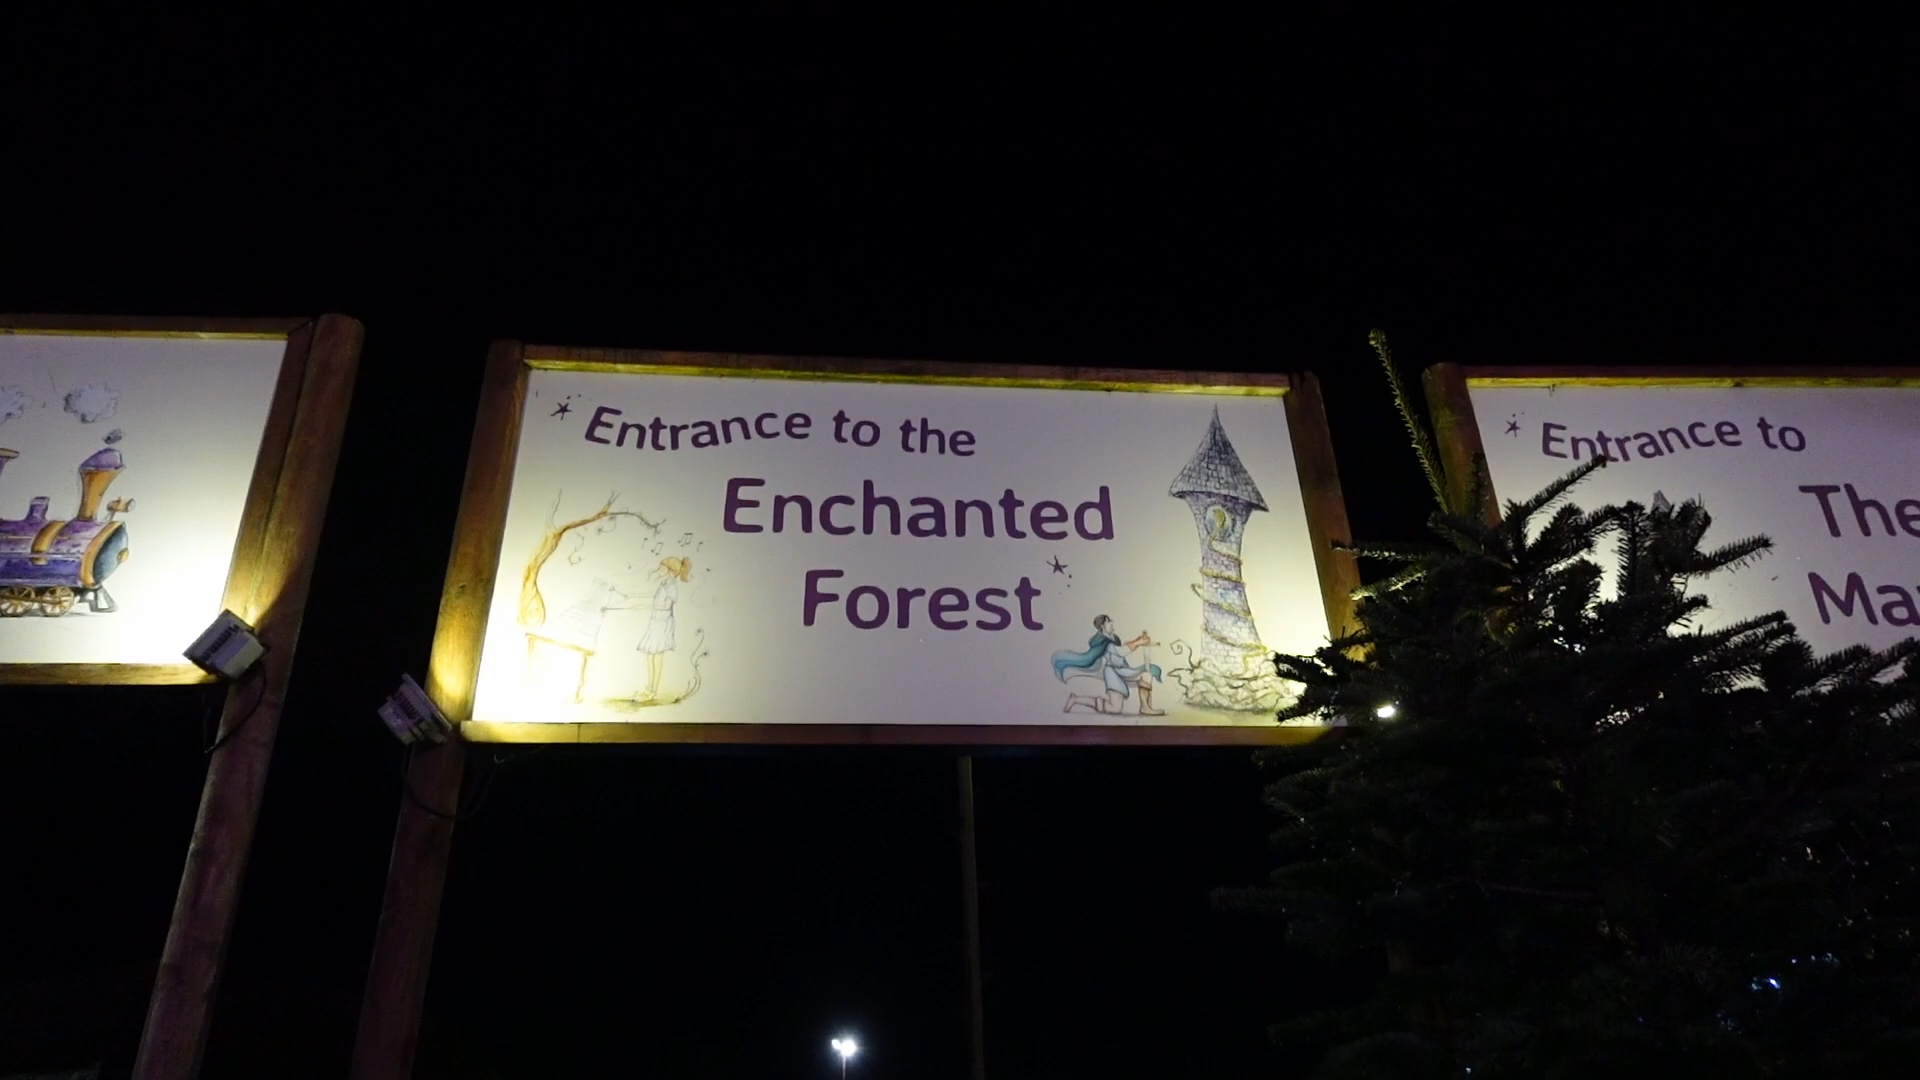 Entrance to the
Enchanted
Forest
Entrance to
The